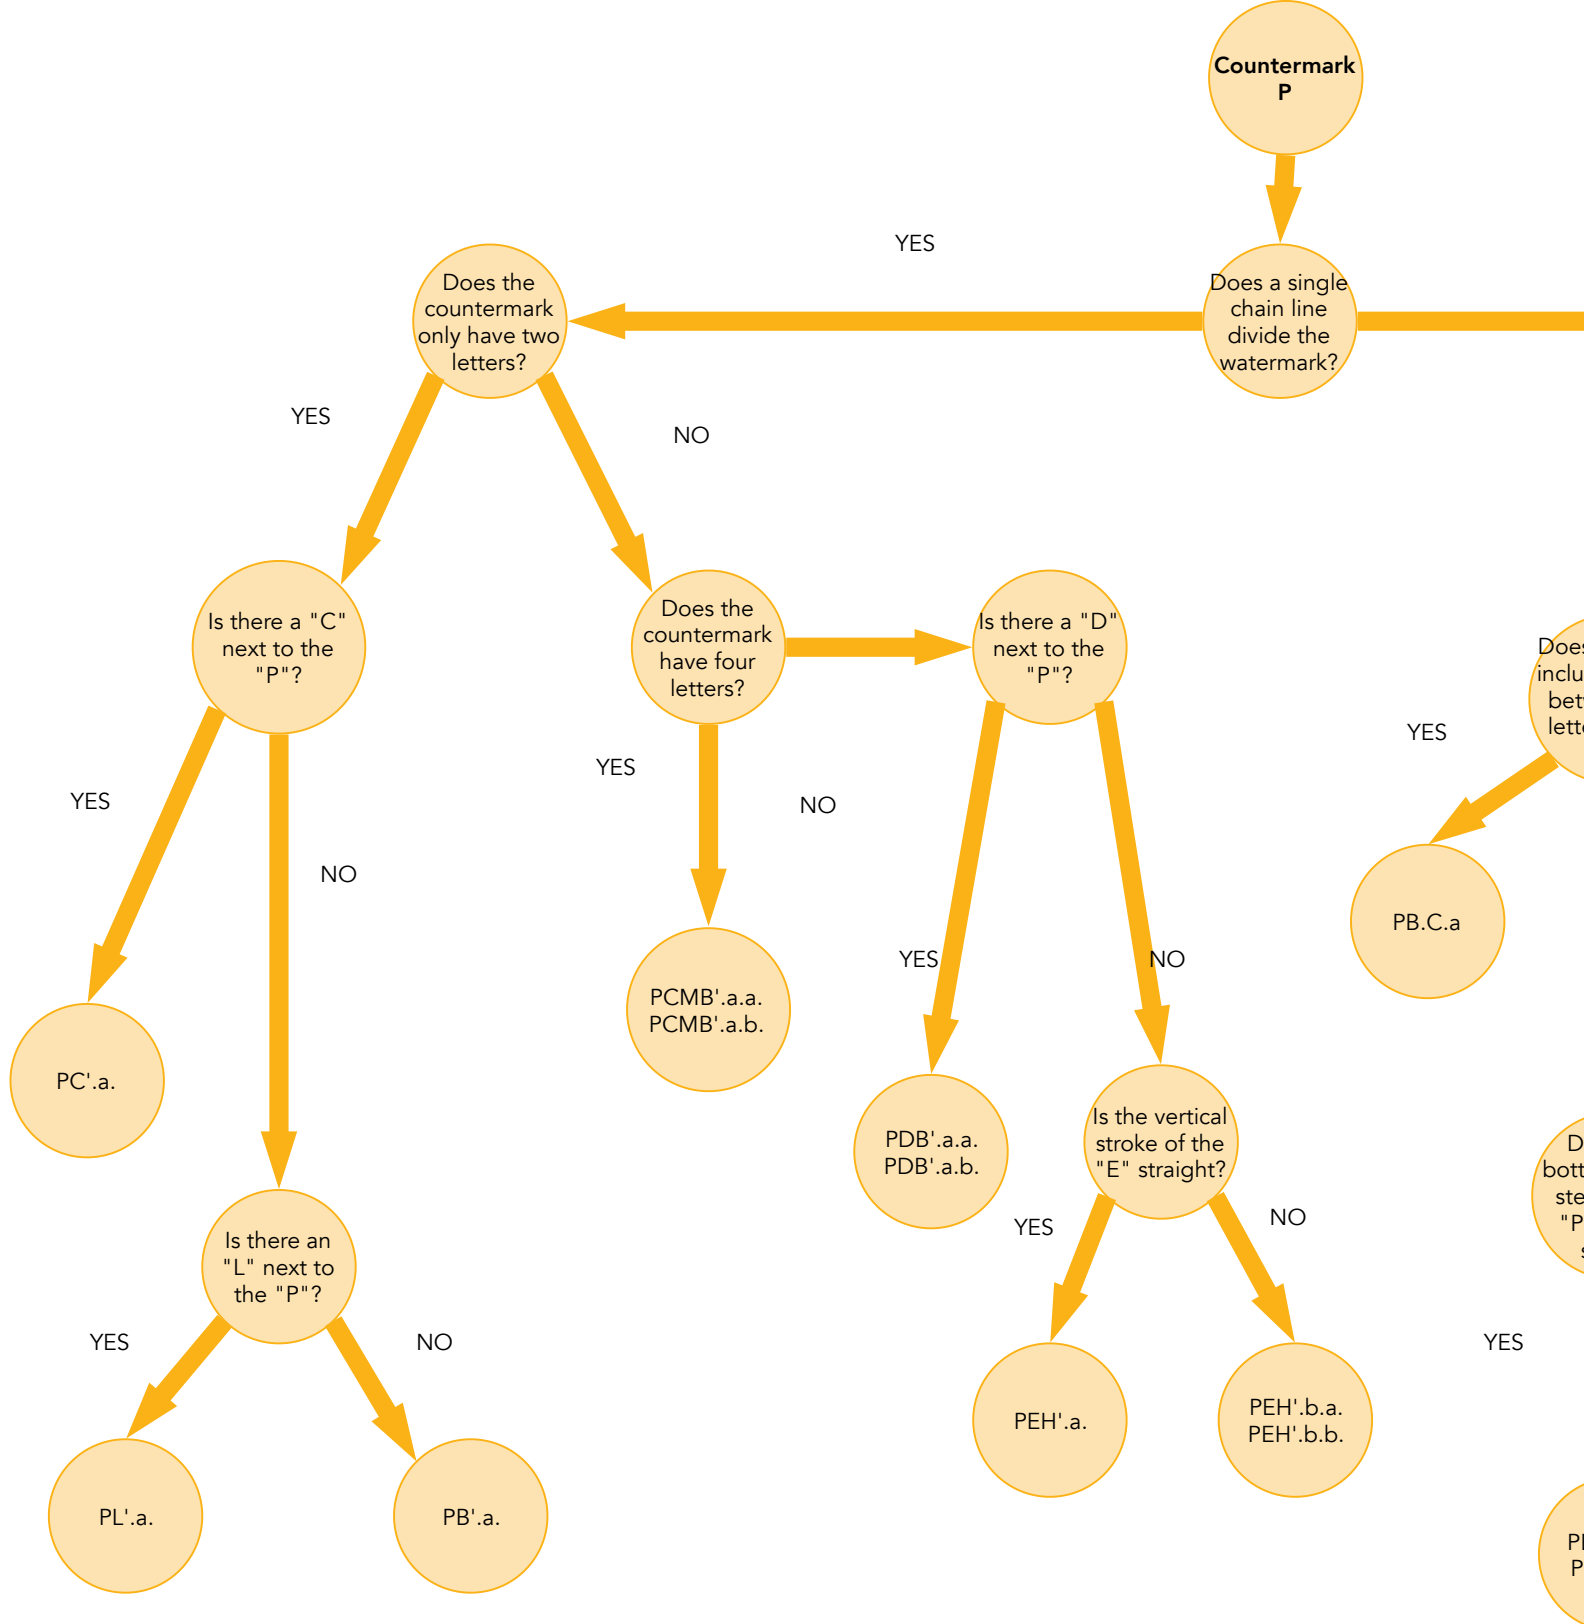 Countermark
P
YES
Does the
countermark
only have two
letters?
Does a single
chain line
divide the
watermark?
YES
NO
Is there a "C"
next to the
"P"?
Does the
countermark
have four
letters?
Is there a "D"
next to the
"P"?
YES
YES
NO
YES
NO
PB.C.a
YES
NO
PCMB'.a.a.
PCMB'.a.b.
PC'.a.
PDB'.a.a.
PDB'.a.b.
Is the vertical
stroke of the
"E" straight?
YES
NO
Is there an
"L" next to
the "P"?
YES
NO
YES
PEH'.a.
PEH'.b.a.
PEH'.b.b.
PL'.a.
PB'.a.